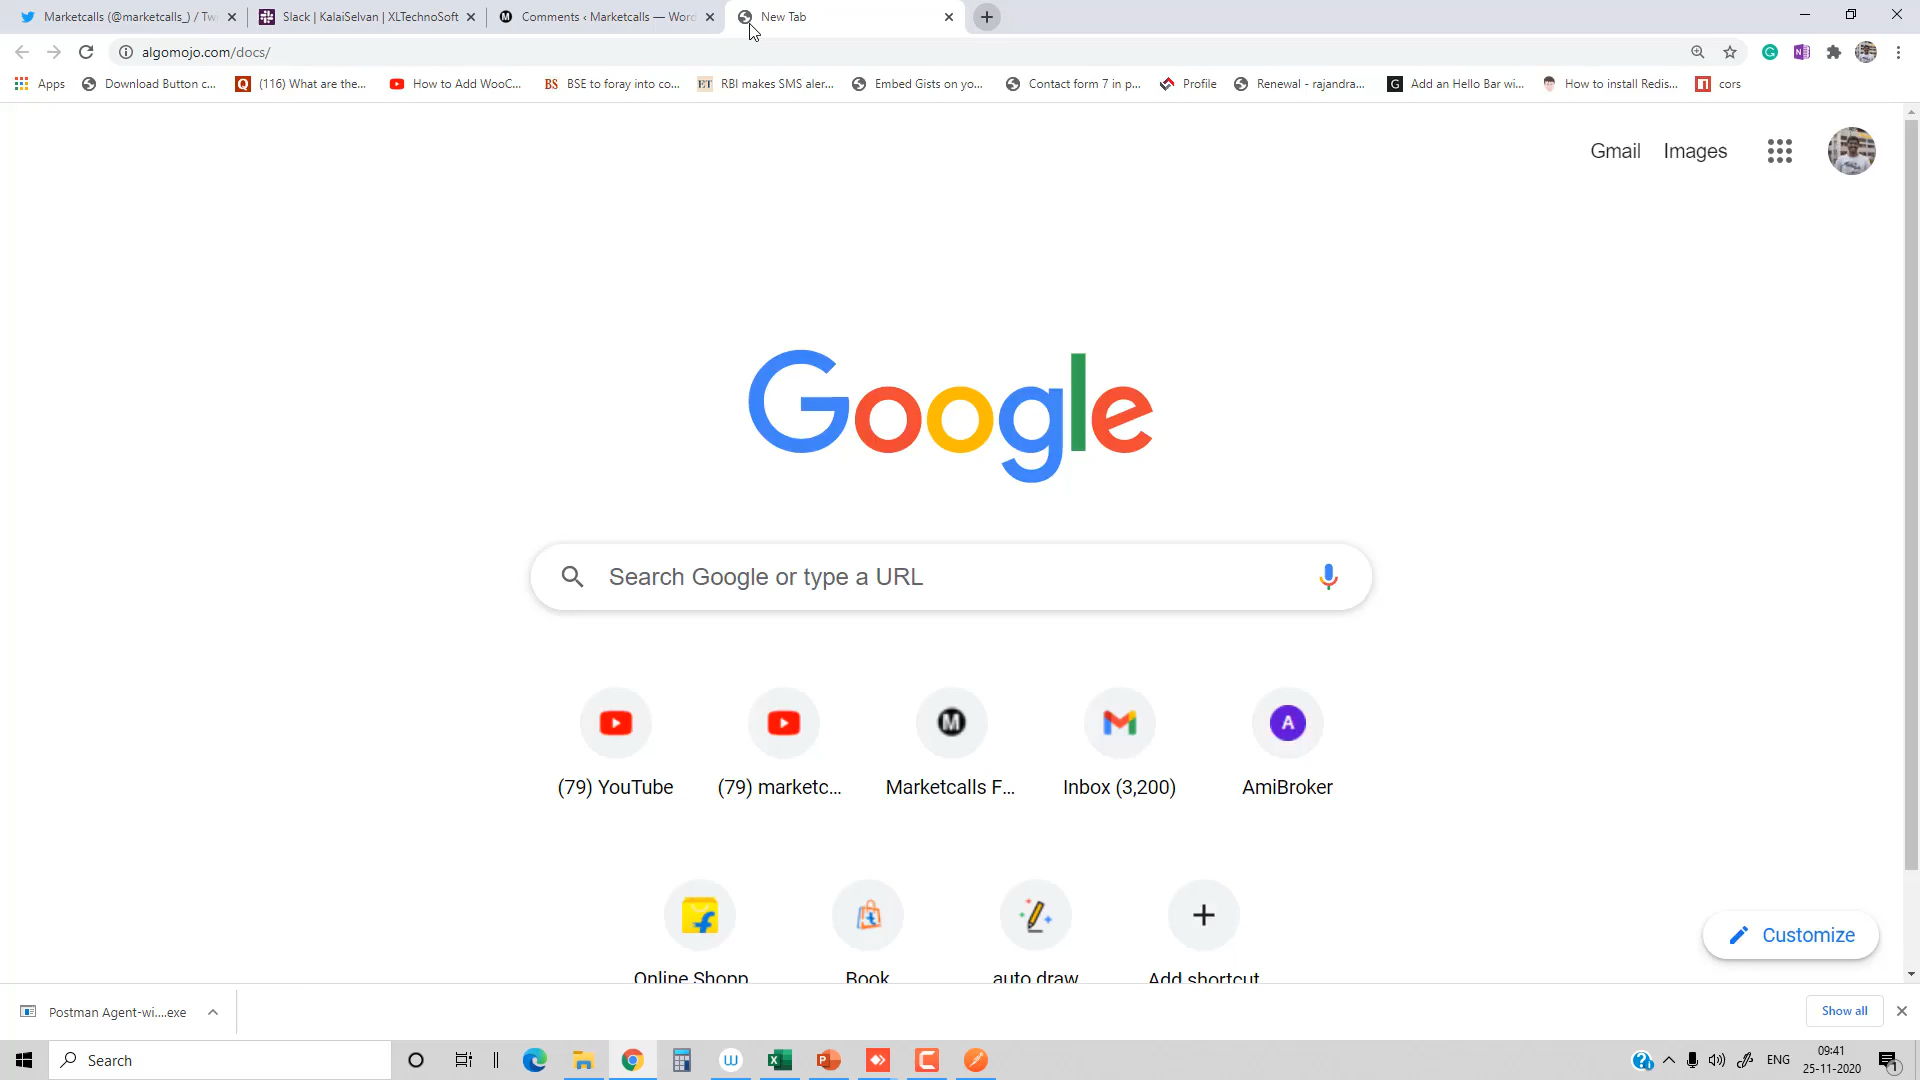 Marketcalls (@marketcalls_) / Tw
Slack | KalaiSelvan | XLTechnoSoft
Comments ‹ Marketcalls — Word
New Tab
algomojo.com/docs/
Apps
Download Button c...
(116) What are the...
How to Add WooC...
BS BSE to foray into co...
ET RBI makes SMS aler...
Embed Gists on yo...
Contact form 7 in p...
Profile
Renewal - rajandra...
G Add an Hello Bar wi...
How to install Redis...
cors
Gmail Images
Google
Search Google or type a URL
M
A
(79) YouTube
(79) marketc...
Marketcalls F...
Inbox (3,200)
AmiBroker
Customize
Online Shopp
Book
auto draw
Add shortcut
Postman Agent-wi....exe
Show all
Search
ENG
09:41
25-11-2020
1